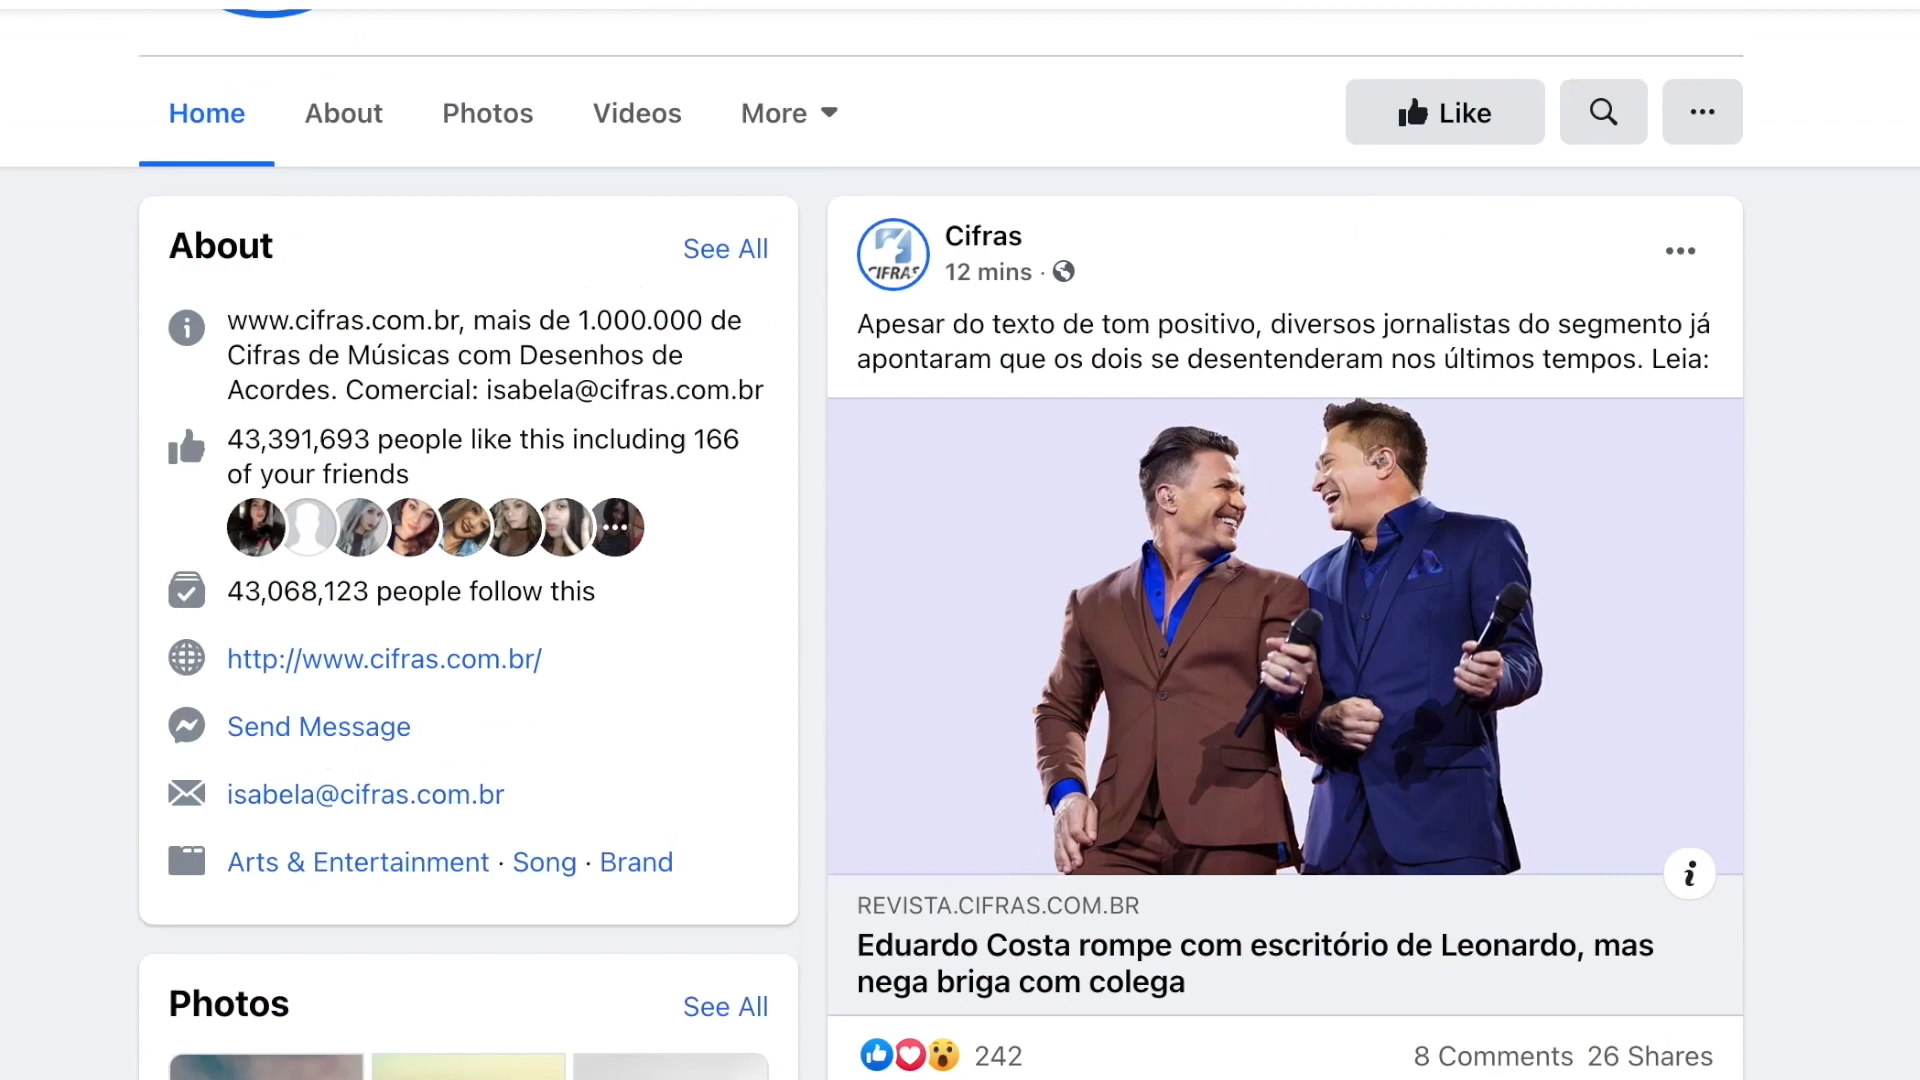 Home
About
Photos
Videos
More
Like
About
See All
www.cifras.com.br, mais de 1.000.000 de
Cifras de Músicas com Desenhos de
Acordes. Comercial: isabela@cifras.com.br
43,391,693 people like this including 166
of your friends
43,068,123 people follow this
http://www.cifras.com.br/
Send Message
isabela@cifras.com.br
Arts & Entertainment · Song · Brand
Photos
See All
CIFRAS
Cifras
12 mins ·
Apesar do texto de tom positivo, diversos jornalistas do segmento já
apontaram que os dois se desentenderam nos últimos tempos. Leia:
REVISTA.CIFRAS.COM.BR
Eduardo Costa rompe com escritório de Leonardo, mas
nega briga com colega
242
8 Comments 26 Shares